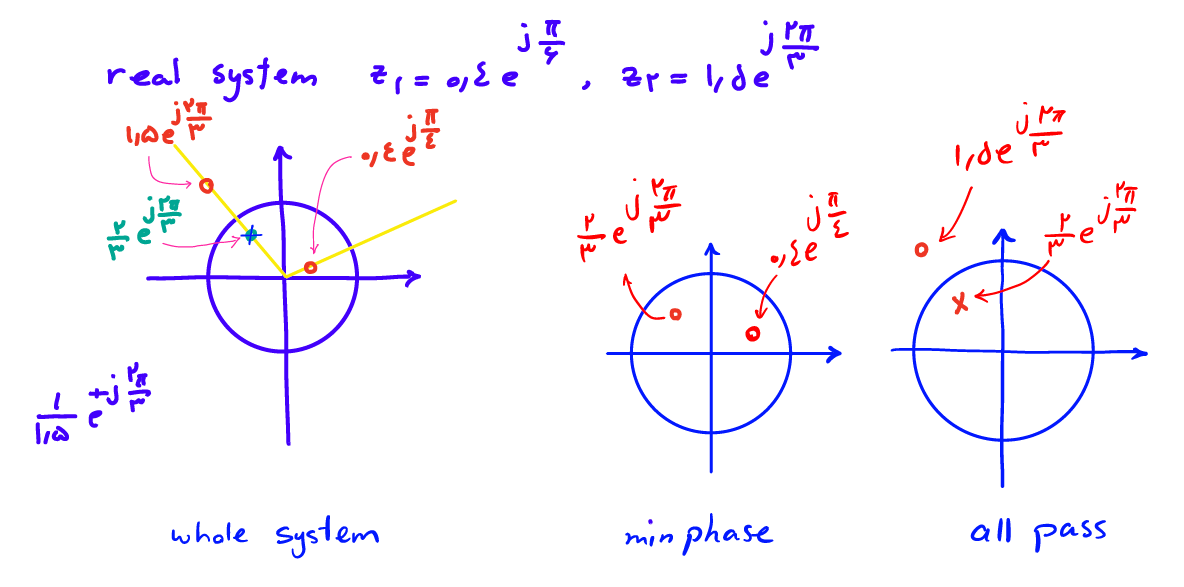 real system z۱ = ۰,٤ e^{j π/٤} , z۲ = ۱,۵ e^{j ۲π/۳}
۱,۵ e^{j ۲π/۳}
۰,٤ e^{j π/٤}
۲/۳ e^{j ۲π/۳}
۱/۱,۵ e^{+j ۲π/۳}
whole system
۲/۳ e^{j ۲π/۳}
۰,٤ e^{j π/٤}
min phase
۱,۵ e^{j ۲π/۳}
۲/۳ e^{j ۲π/۳}
all pass